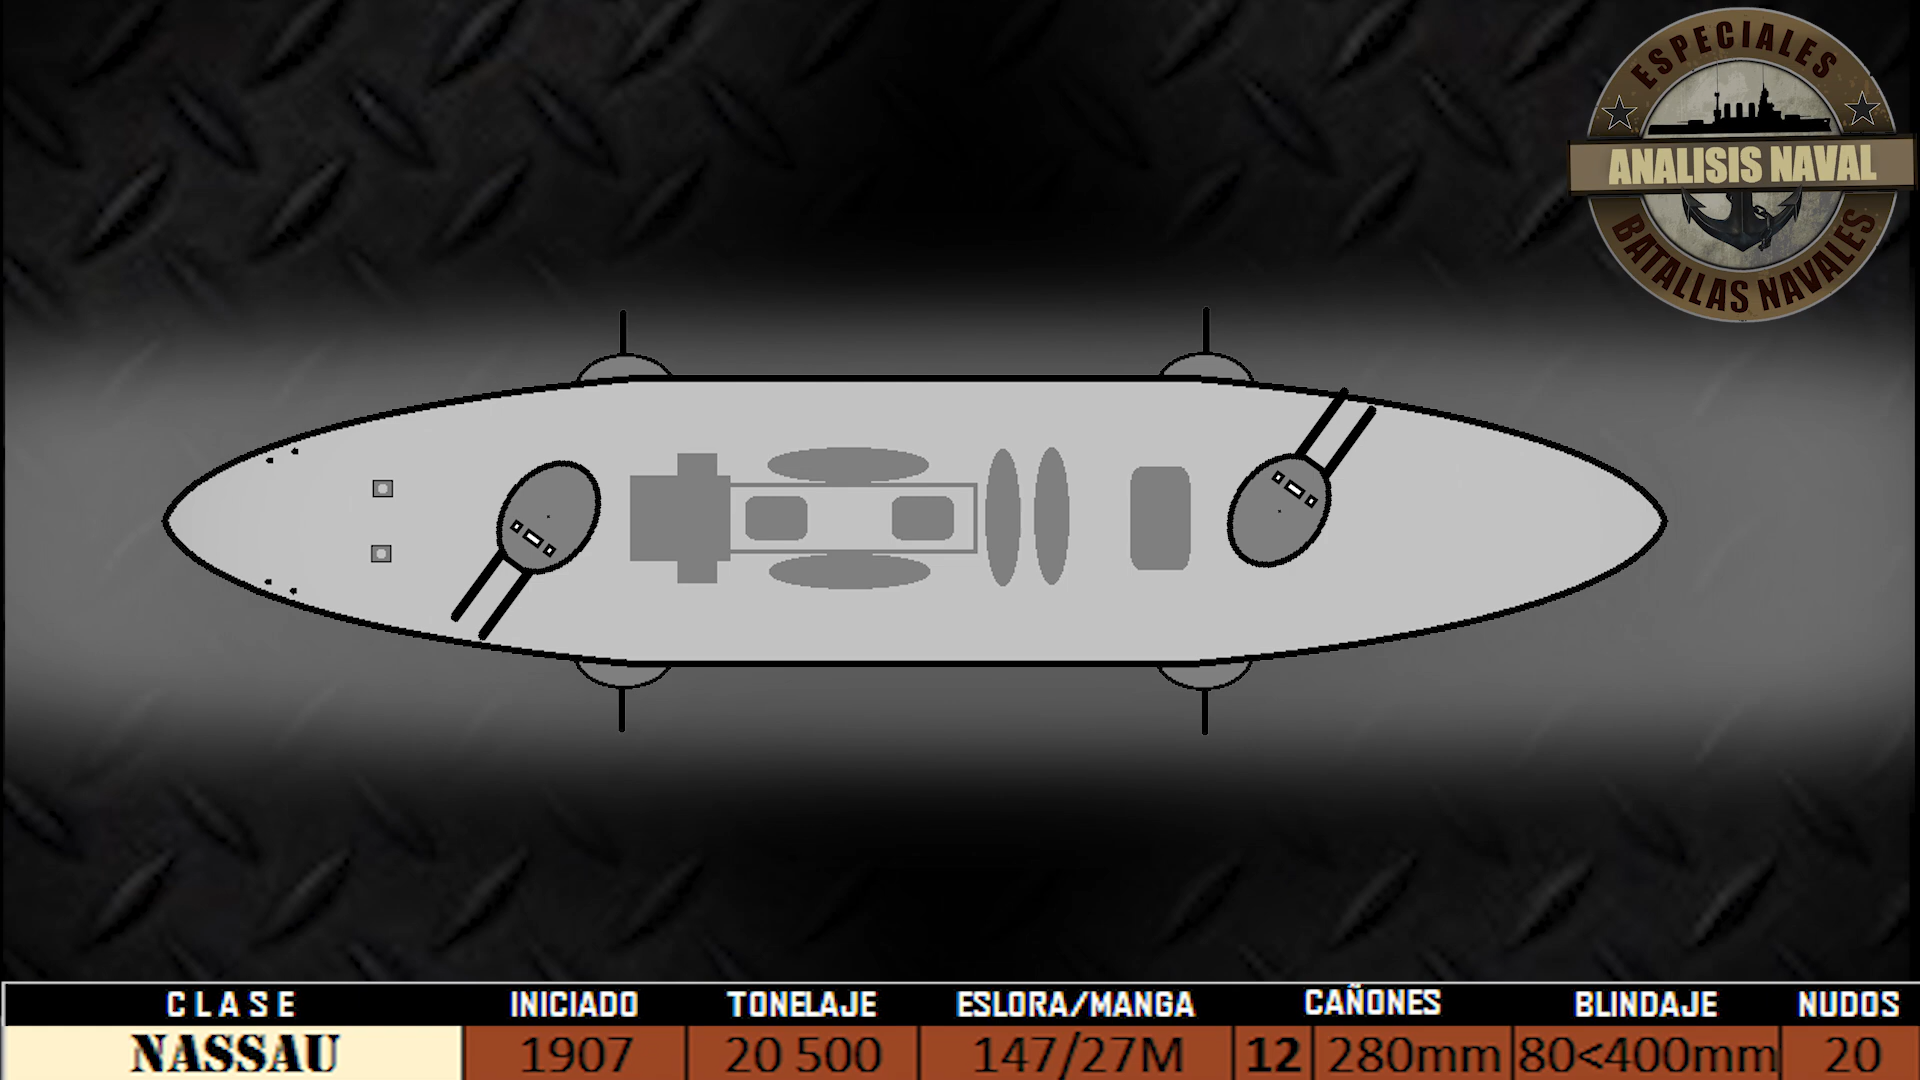 ESPECIALES
ANALISIS NAVAL
BATALLAS NAVALES
CLASE INICIADO TONELAJE ESLORA/MANGA CAÑONES BLINDAJE NUDOS
NASSAU 1907 20 500 147/27M 12 280mm 80<400mm 20